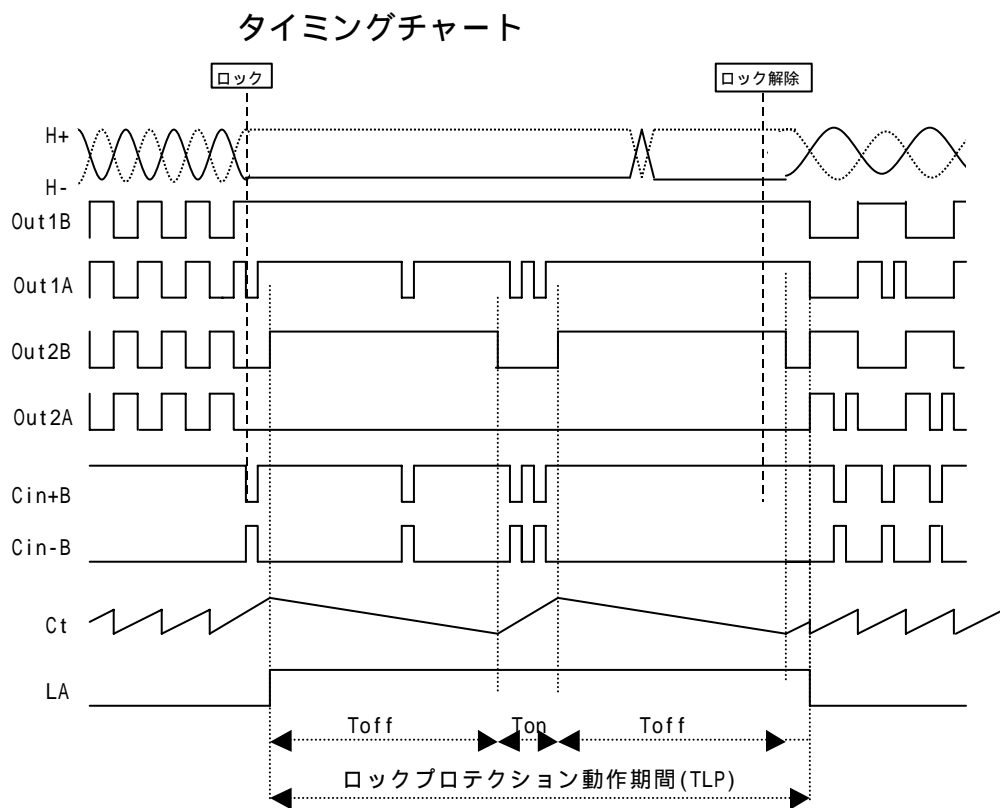 タイミングチャート
ロック
ロック解除
H+
H-
Out1B
Out1A
Out2B
Out2A
Cin+B
Cin-B
Ct
LA
Toff Ton Toff
ロックプロテクション動作期間(TLP)